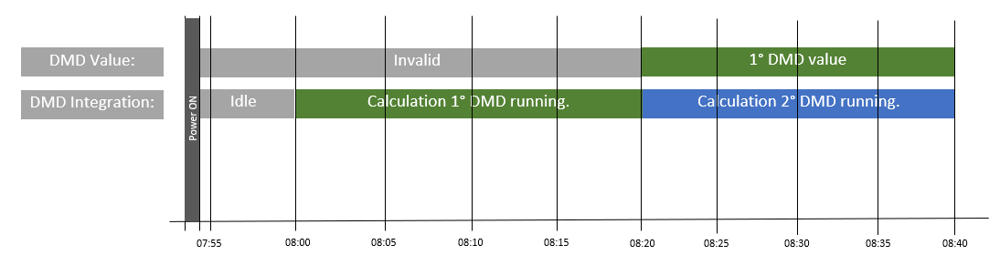 DMD Value:
Invalid
1° DMD value
DMD Integration:
Idle
Calculation 1° DMD running.
Calculation 2° DMD running.
Power ON
07:55
08:00
08:05
08:10
08:15
08:20
08:25
08:30
08:35
08:40